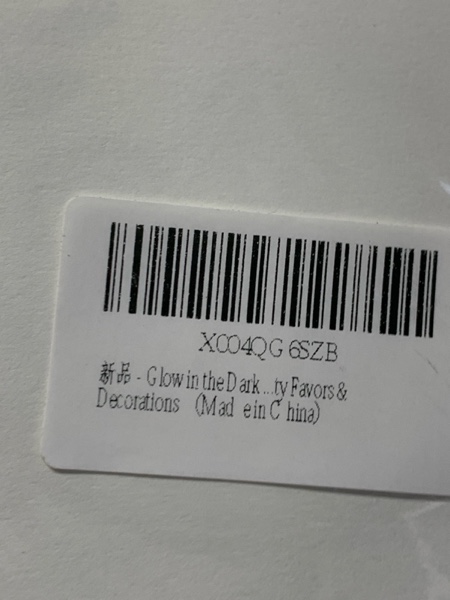 X004QG6SZB
新品 - Glow in the Dark...ty Favors &
Decorations (Made in China)